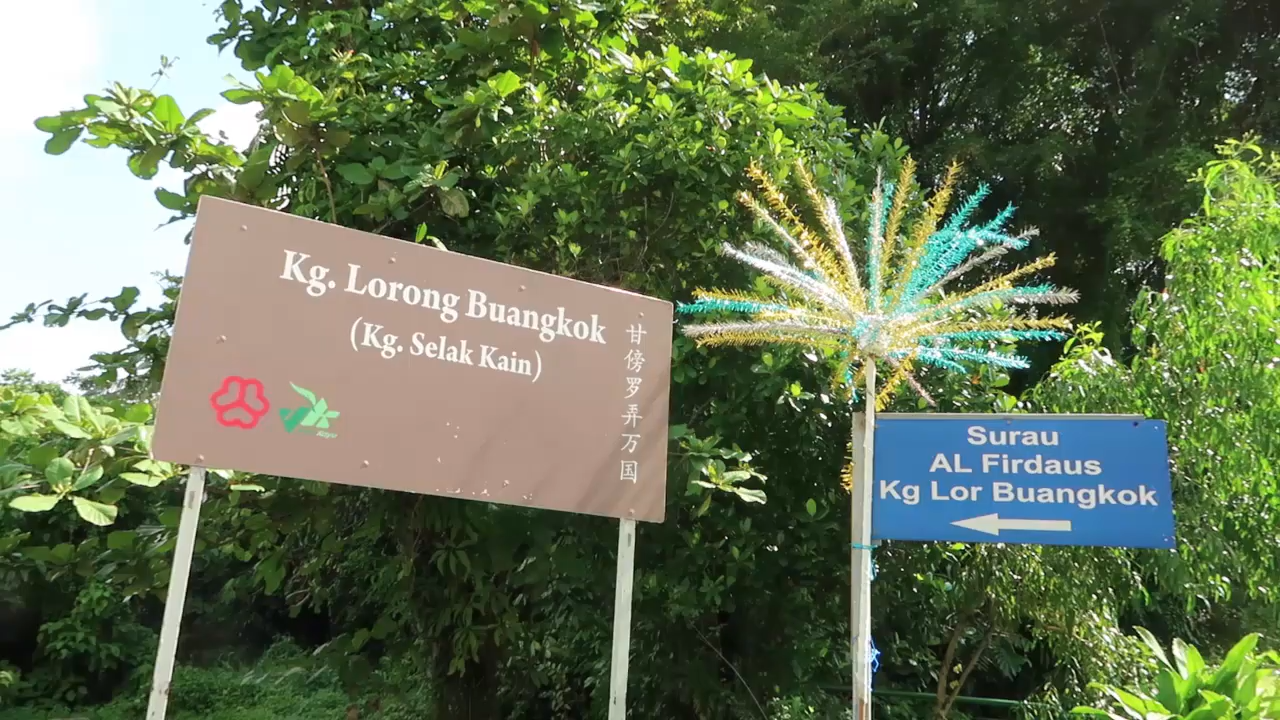 Kg. Lorong Buangkok
(Kg. Selak Kain)
甘傍罗弄万国
Surau
AL Firdaus
Kg Lor Buangkok